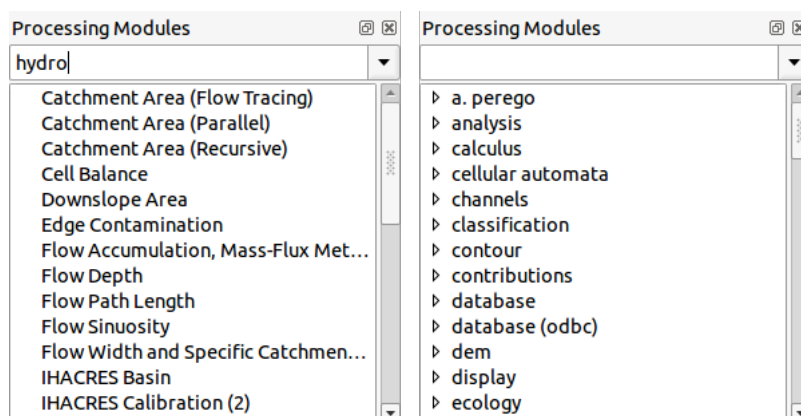 Processing Modules
hydro
Catchment Area (Flow Tracing)
Catchment Area (Parallel)
Catchment Area (Recursive)
Cell Balance
Downslope Area
Edge Contamination
Flow Accumulation, Mass-Flux Met...
Flow Depth
Flow Path Length
Flow Sinuosity
Flow Width and Specific Catchmen...
IHACRES Basin
IHACRES Calibration (2)
Processing Modules
a. perego
analysis
calculus
cellular automata
channels
classification
contour
contributions
database
database (odbc)
dem
display
ecology